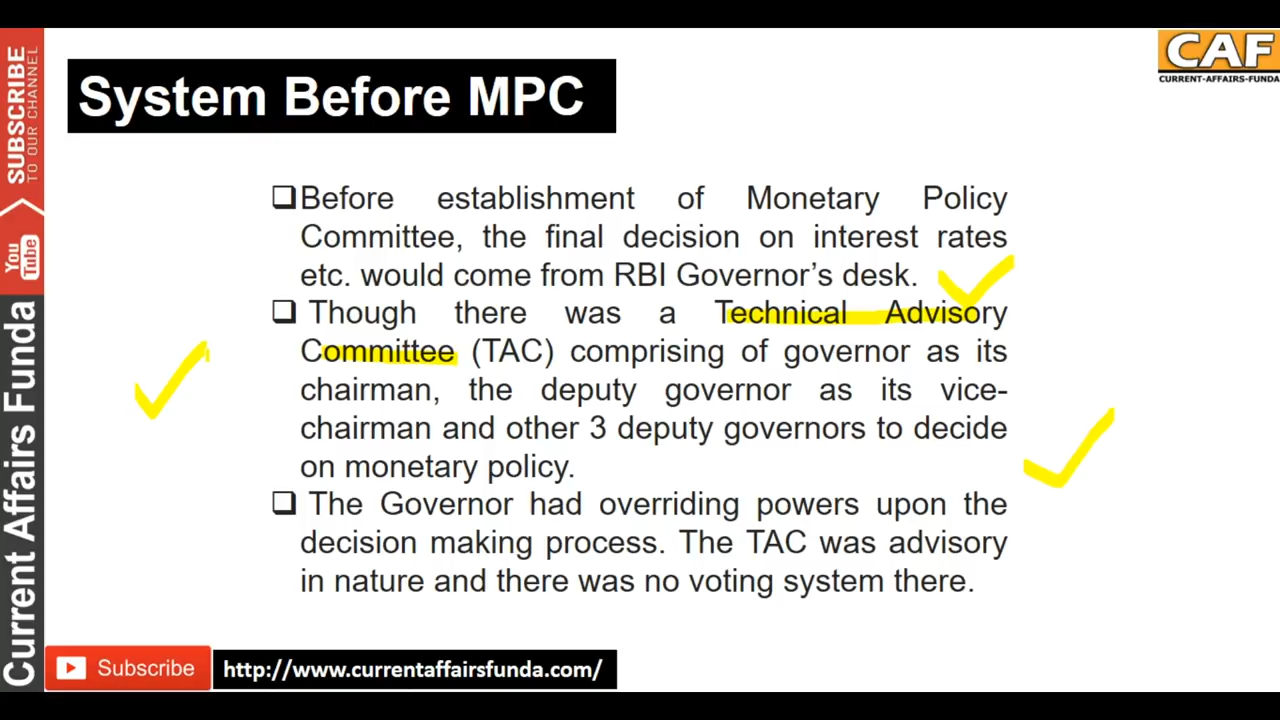 CAF
CURRENT-AFFAIRS-FUNDA
SUBSCRIBE
TO OUR CHANNEL
You
Tube
Current Affairs Funda
System Before MPC
❑Before establishment of Monetary Policy
Committee, the final decision on interest rates
etc. would come from RBI Governor’s desk.
❑ Though there was a Technical Advisory
Committee (TAC) comprising of governor as its
chairman, the deputy governor as its vice-
chairman and other 3 deputy governors to decide
on monetary policy.
❑ The Governor had overriding powers upon the
decision making process. The TAC was advisory
in nature and there was no voting system there.
Subscribe
http://www.currentaffairsfunda.com/